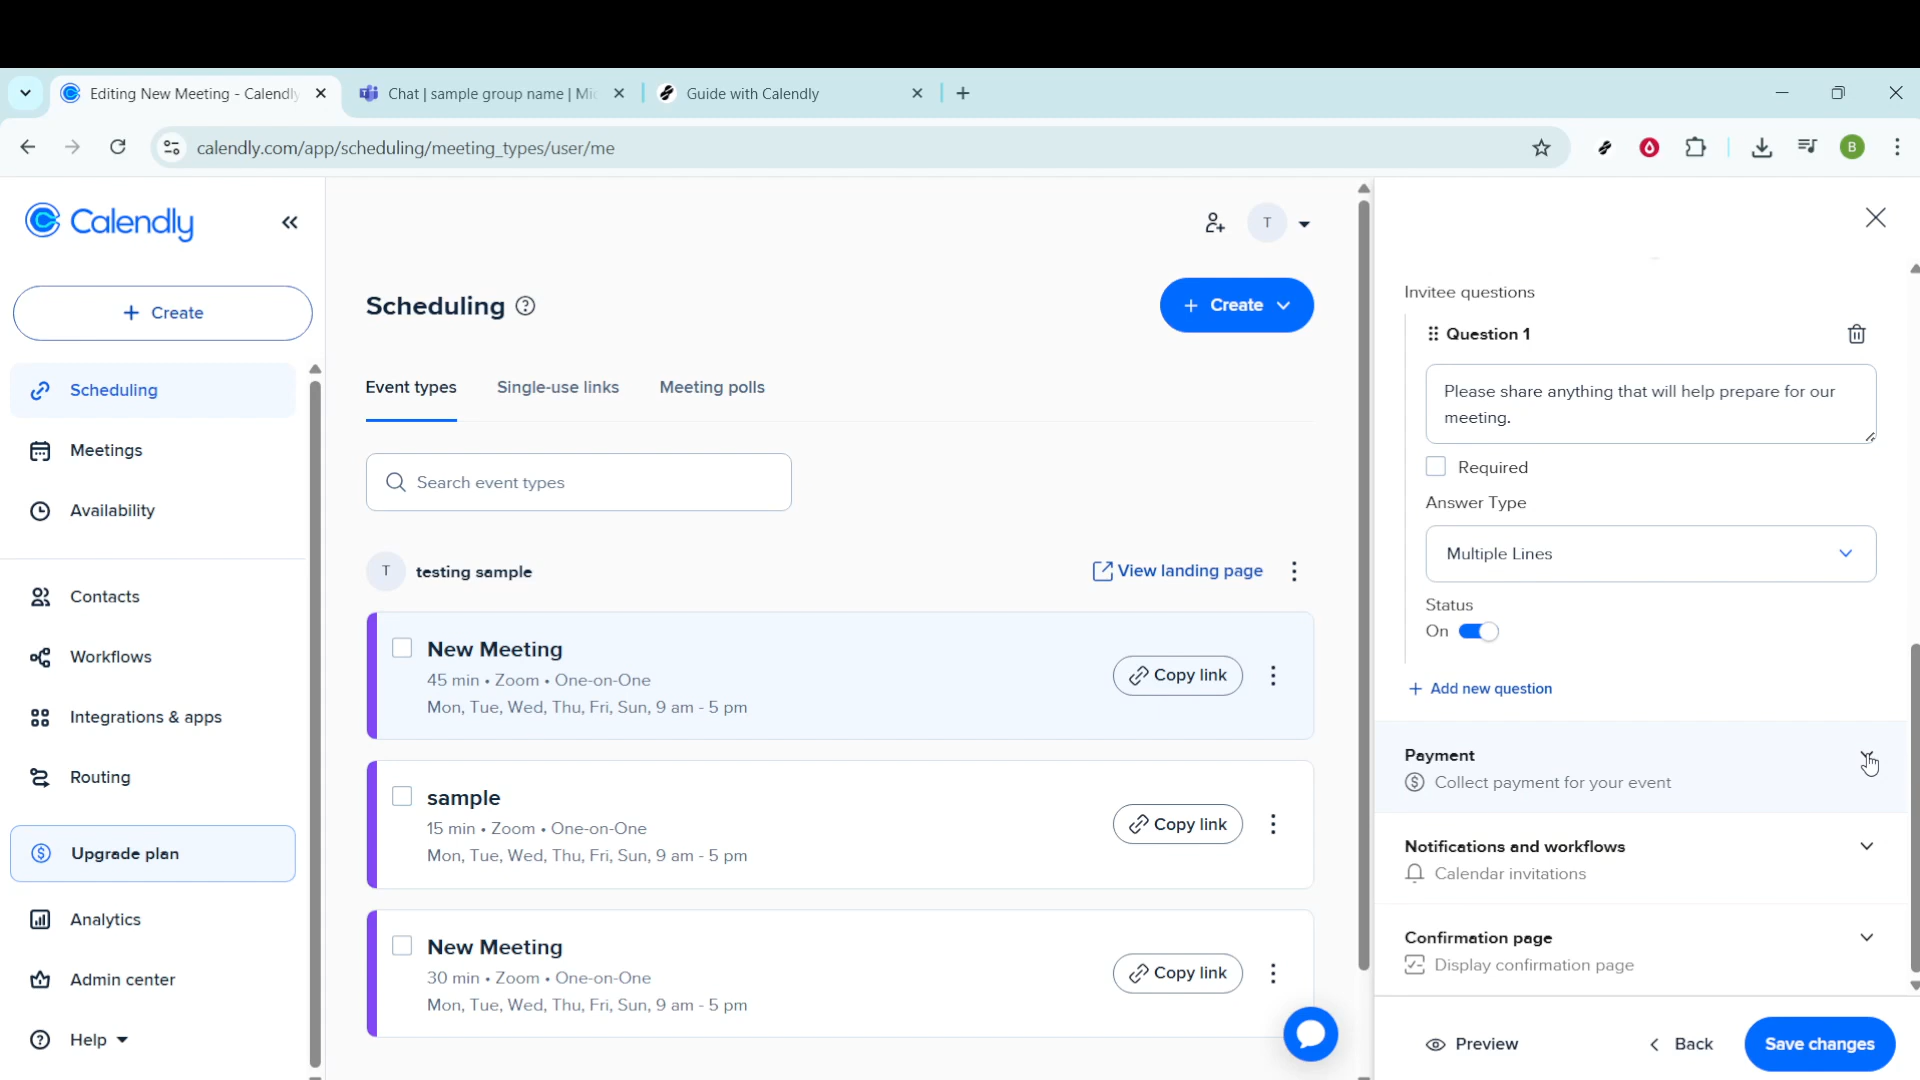 Editing New Meeting - Calendly
Chat | sample group name | Mic
Guide with Calendly
calendly.com/app/scheduling/meeting_types/user/me
B
Calendly
+ Create
Scheduling
Meetings
Availability
Contacts
Workflows
Integrations & apps
Routing
Upgrade plan
Analytics
Admin center
Help
T
Scheduling
+ Create
Event types
Single-use links
Meeting polls
Search event types
T
testing sample
View landing page
New Meeting
45 min • Zoom • One-on-One
Mon, Tue, Wed, Thu, Fri, Sun, 9 am - 5 pm
Copy link
sample
15 min • Zoom • One-on-One
Mon, Tue, Wed, Thu, Fri, Sun, 9 am - 5 pm
Copy link
New Meeting
30 min • Zoom • One-on-One
Mon, Tue, Wed, Thu, Fri, Sun, 9 am - 5 pm
Copy link
Invitee questions
Question 1
Please share anything that will help prepare for our
meeting.
Required
Answer Type
Multiple Lines
Status
On
+ Add new question
Payment
Collect payment for your event
Notifications and workflows
Calendar invitations
Confirmation page
Display confirmation page
Preview
Back
Save changes